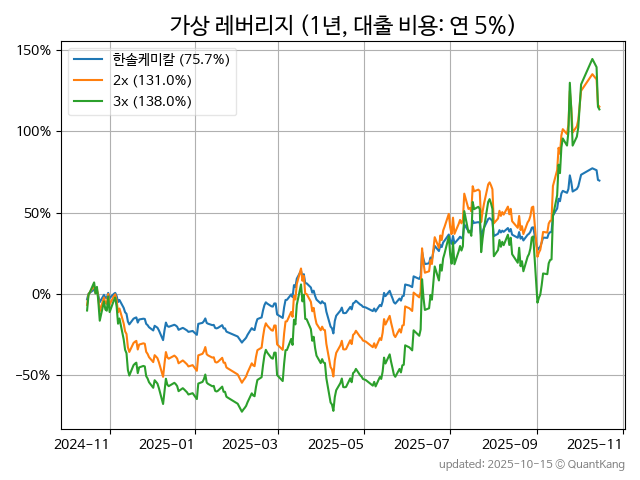 가상 레버리지 (1년, 대출 비용: 연 5%)
한솔케미칼 (75.7%)
2x (131.0%)
3x (138.0%)
150%
100%
50%
0%
−50%
2024-11 2025-01 2025-03 2025-05 2025-07 2025-09 2025-11
updated: 2025-10-15 © QuantKang